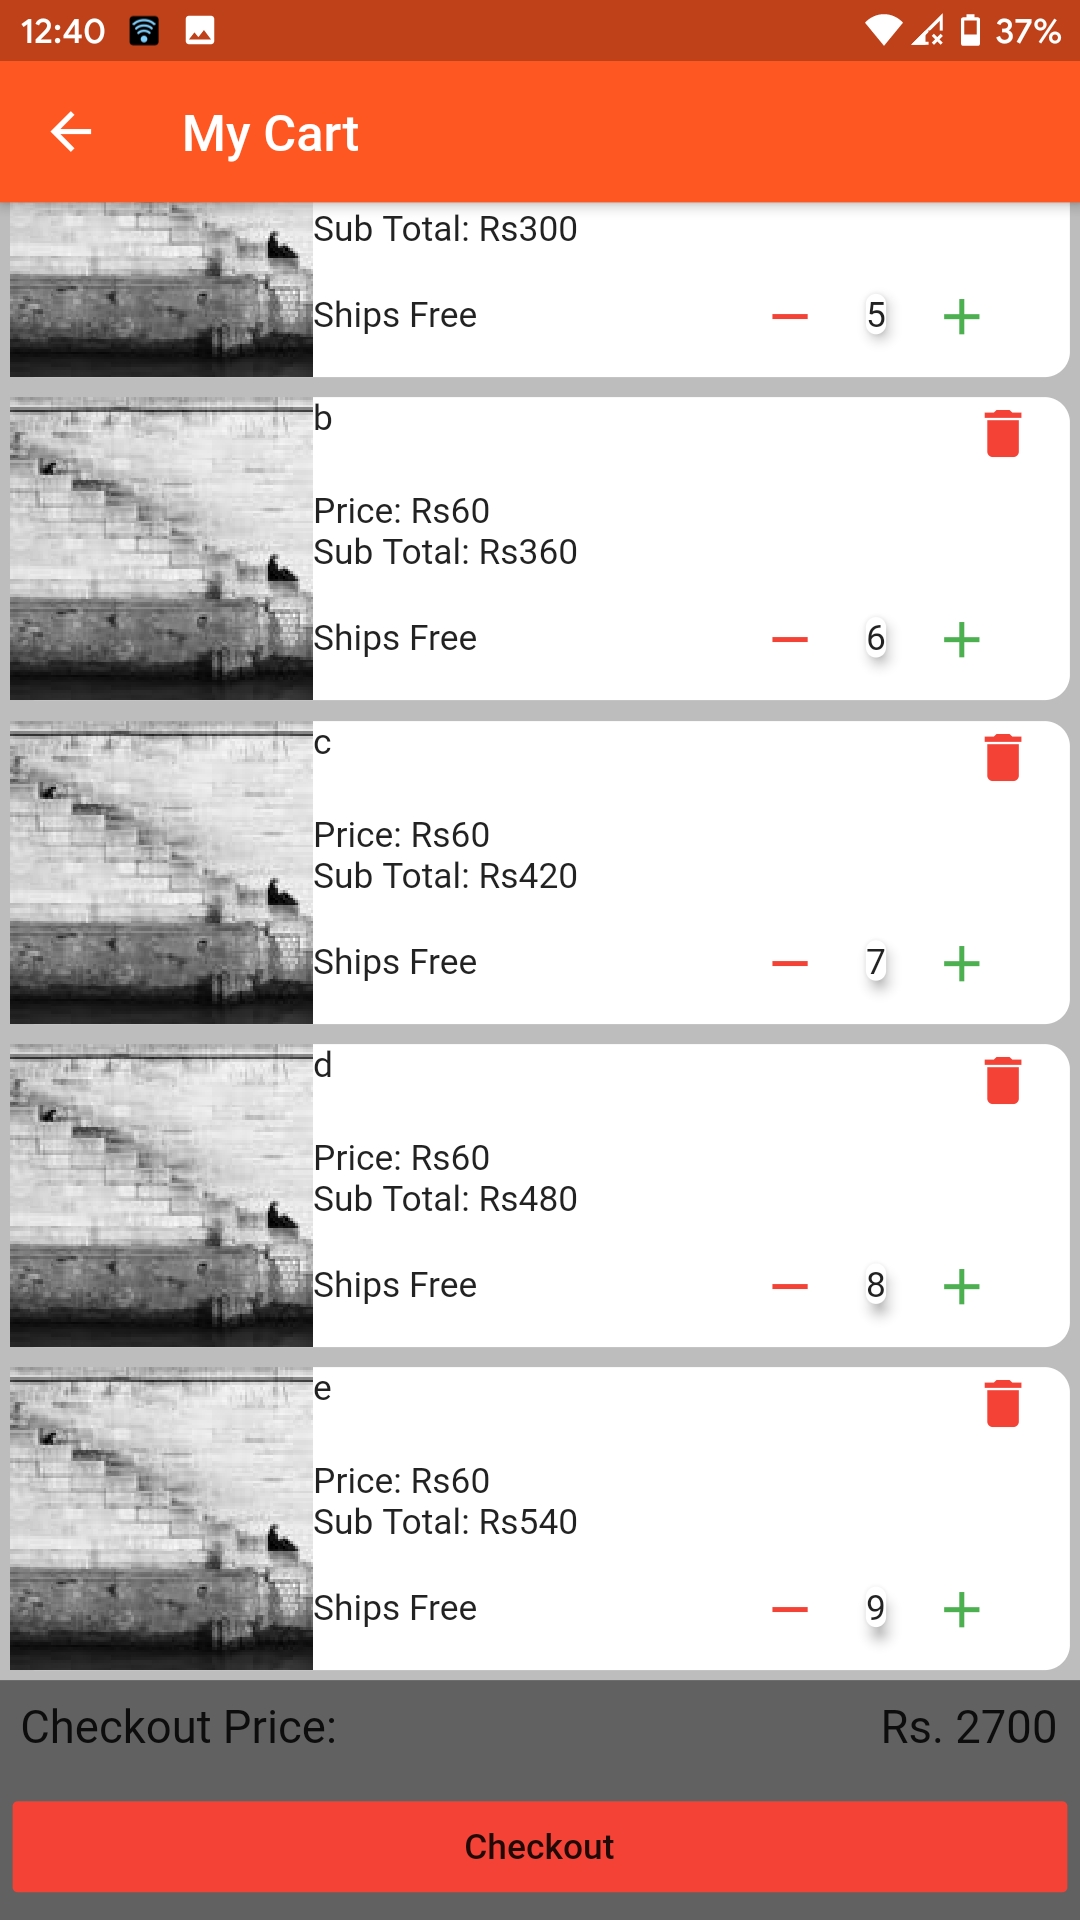 12:40 37%
My Cart
Sub Total: Rs300
Ships Free 5
b
Price: Rs60
Sub Total: Rs360
Ships Free 6
c
Price: Rs60
Sub Total: Rs420
Ships Free 7
d
Price: Rs60
Sub Total: Rs480
Ships Free 8
e
Price: Rs60
Sub Total: Rs540
Ships Free 9
Checkout Price: Rs. 2700
Checkout